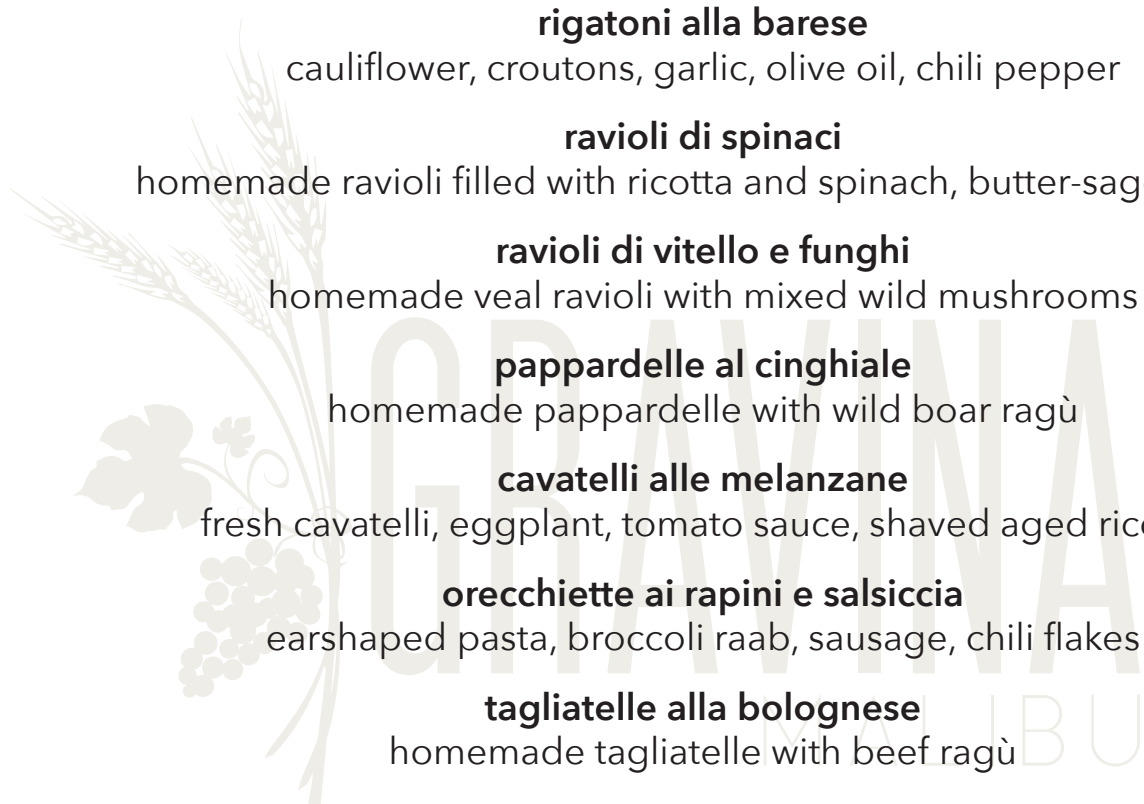 rigatoni alla barese
cauliflower, croutons, garlic, olive oil, chili pepper
ravioli di spinaci
homemade ravioli filled with ricotta and spinach,
ravioli di vitello e funghi
homemade veal ravioli with mixed wild mushrooms
GRAVINA
pappardelle al cinghiale
homemade pappardelle with wild boar ragù
cavatelli alle melanzane
fresh cavatelli, eggplant, tomato sauce, shaved aged
orecchiette ai rapini e salsiccia
earshaped pasta, broccoli raab, sausage, chili flakes
tagliatelle alla bolognese
MALIBU
homemade tagliatelle with beef ragù